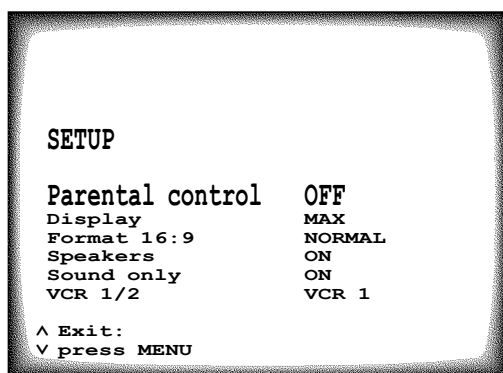 SETUP
Parental control OFF
Display MAX
Format 16:9 NORMAL
Speakers ON
Sound only ON
VCR 1/2 VCR 1
∧ Exit:
∨ press MENU